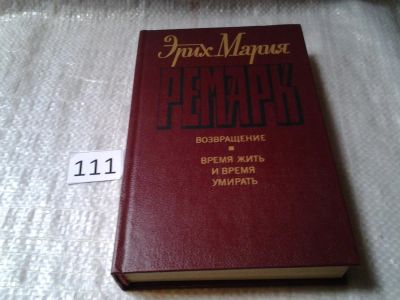 Эрих Мария
РЕМАРК
ВОЗВРАЩЕНИЕ
ВРЕМЯ ЖИТЬ
И ВРЕМЯ
УМИРАТЬ
111